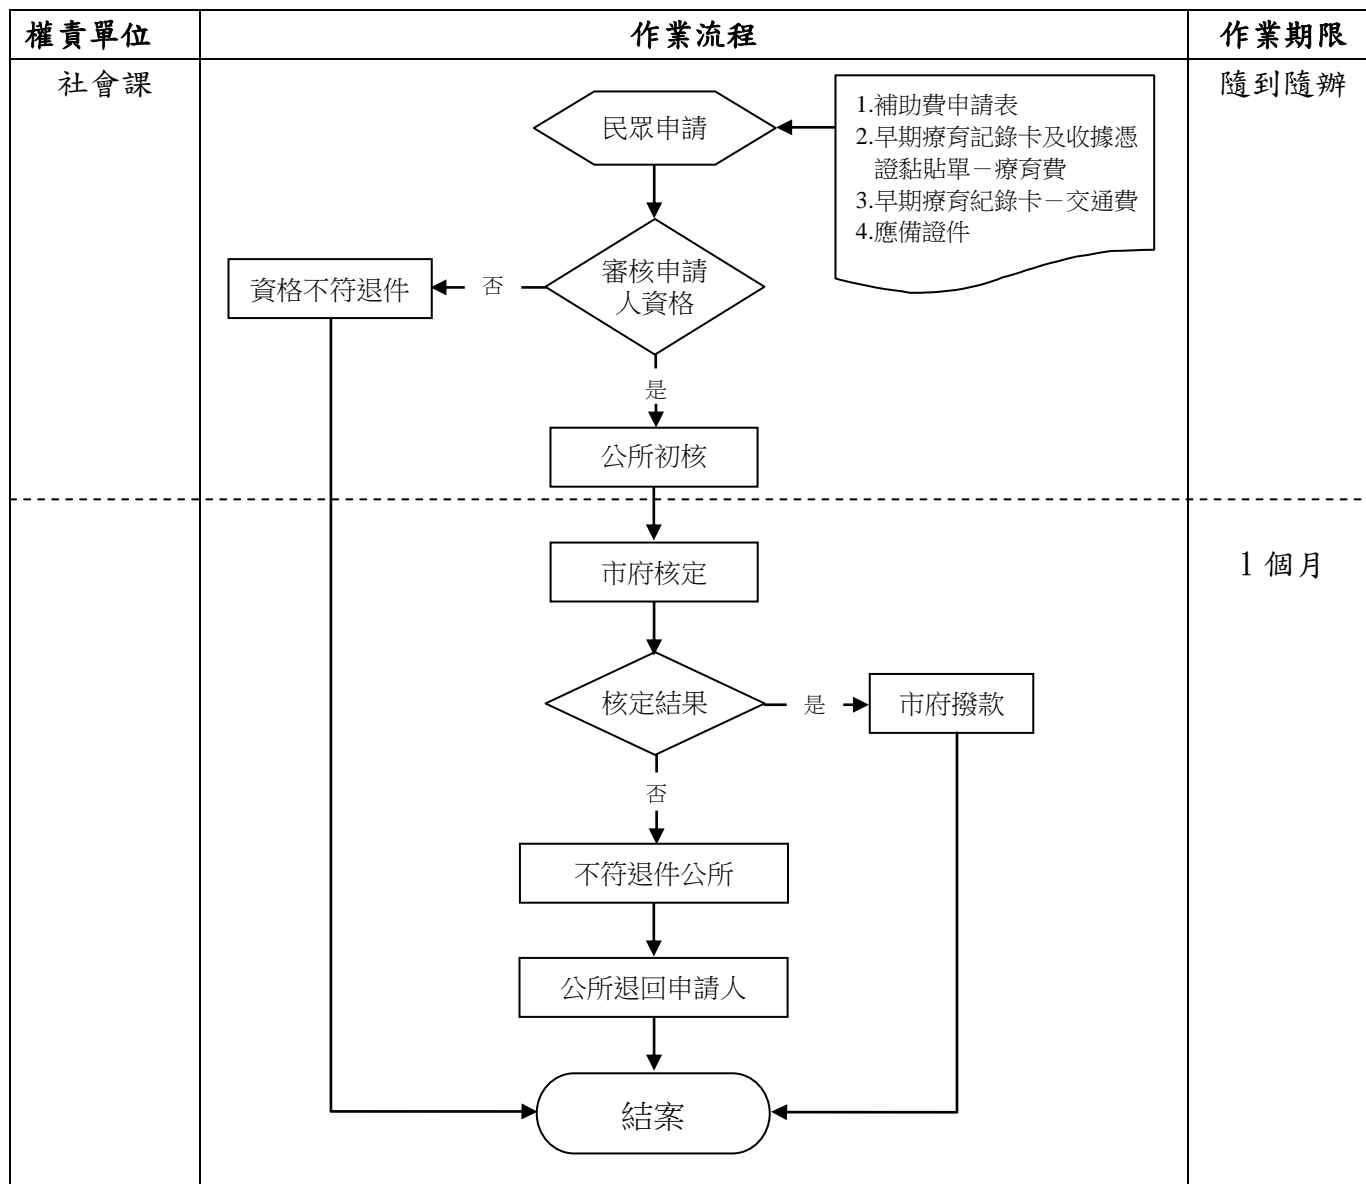 權責單位
作業流程
作業期限
社會課
隨到隨辦
民眾申請
1.補助費申請表
2.早期療育記錄卡及收據憑
證黏貼單－療育費
3.早期療育紀錄卡－交通費
4.應備證件
審核申請
人資格
否
資格不符退件
是
公所初核
市府核定
1 個月
核定結果
是
市府撥款
否
不符退件公所
公所退回申請人
結案